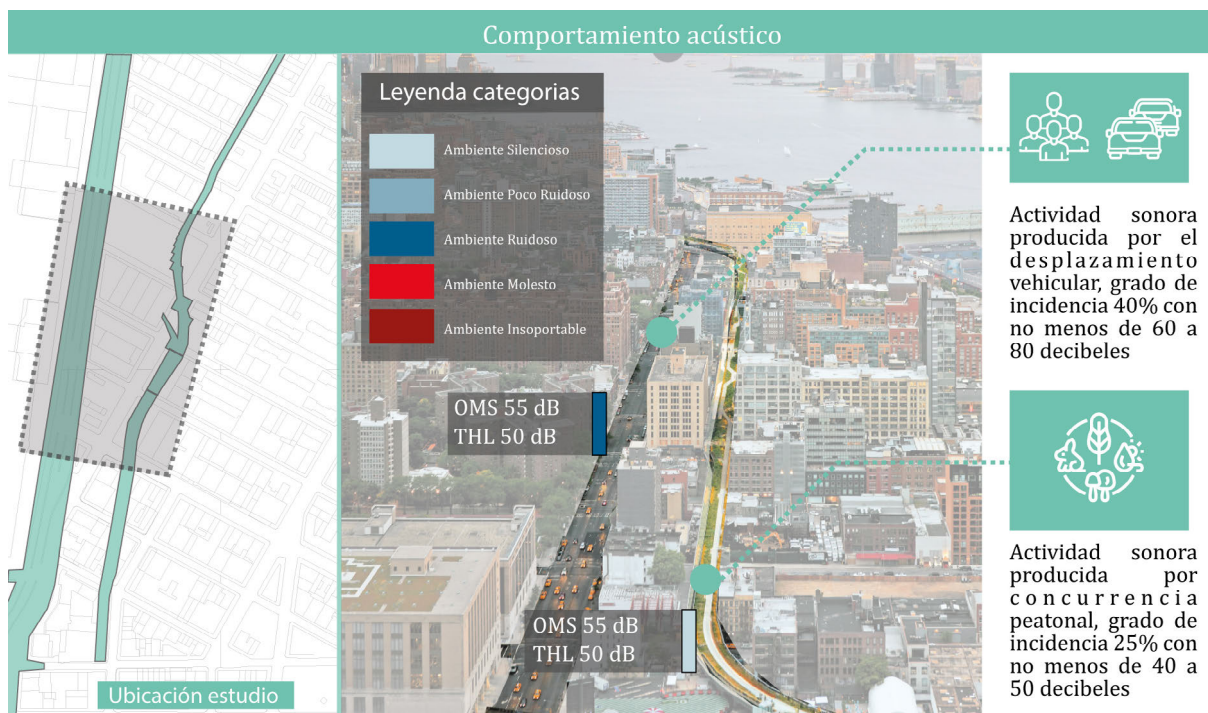 Comportamiento acústico
Leyenda categorias
Ambiente Silencioso
Ambiente Poco Ruidoso
Ambiente Ruidoso
Ambiente Molesto
Ambiente Insoportable
OMS 55 dB
THL 50 dB
OMS 55 dB
THL 50 dB
Ubicación estudio
Actividad sonora
producida por el
desplazamiento
vehicular, grado de
incidencia 40% con
no menos de 60 a
80 decibeles
Actividad sonora
producida por
concurrencia
peatonal, grado de
incidencia 25% con
no menos de 40 a
50 decibeles